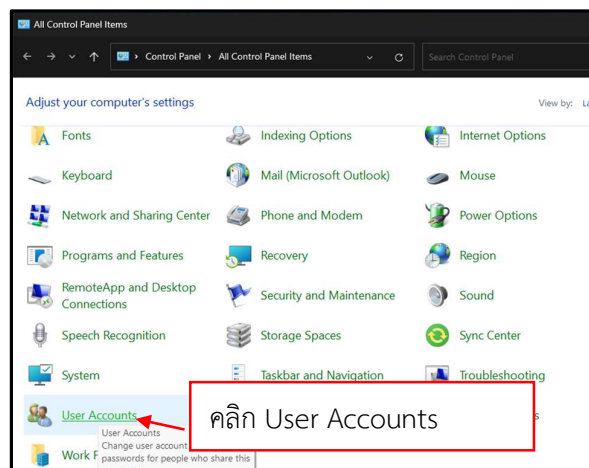 All Control Panel Items
Control Panel › All Control Panel Items
Search Control Panel
Adjust your computer's settings
View by:
Fonts
Indexing Options
Internet Options
Keyboard
Mail (Microsoft Outlook)
Mouse
Network and Sharing Center
Phone and Modem
Power Options
Programs and Features
Recovery
Region
RemoteApp and Desktop
Connections
Security and Maintenance
Sound
Speech Recognition
Storage Spaces
Sync Center
System
Taskbar and Navigation
Troubleshooting
User Accounts
คลิก User Accounts
User Accounts
Change user account
passwords for people who share this
Work F